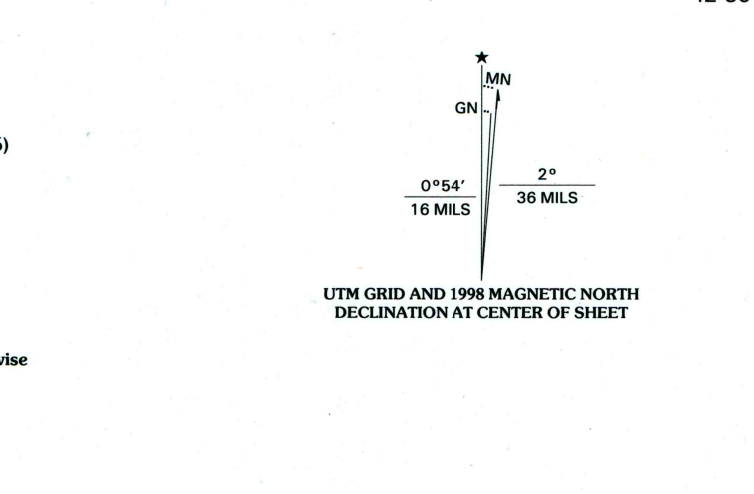 MN
GN
5)
0°54′
2°
16 MILS
36 MILS
UTM GRID AND 1998 MAGNETIC NORTH
DECLINATION AT CENTER OF SHEET